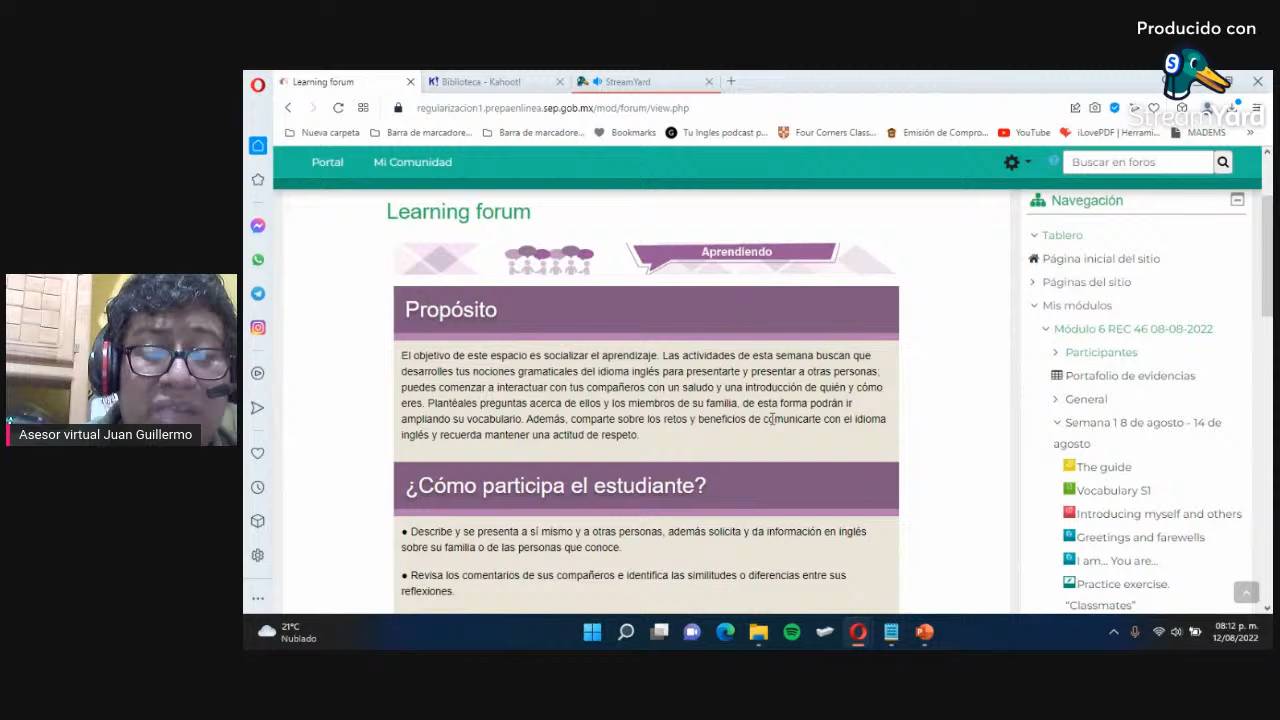 Producido con
StreamYard
Learning forum
Biblioteca - Kahoot!
StreamYard
regularizacion1.prepaenlinea.sep.gob.mx/mod/forum/view.php
Nueva carpeta
Barra de marcadore...
Barra de marcadore...
Bookmarks
Tu Ingles podcast p...
Four Corners Class...
Emisión de Compro...
YouTube
iLovePDF | Herrami...
MADEMS
Portal
Mi Comunidad
Buscar en foros
Learning forum
Aprendiendo
Propósito
El objetivo de este espacio es socializar el aprendizaje. Las actividades de esta semana buscan que
desarrolles tus nociones gramaticales del idioma inglés para presentarte y presentar a otras personas;
puedes comenzar a interactuar con tus compañeros con un saludo y una introducción de quién y cómo
eres. Plantéales preguntas acerca de ellos y los miembros de su familia, de esta forma podrán ir
ampliando su vocabulario. Además, comparte sobre los retos y beneficios de comunicarte con el idioma
inglés y recuerda mantener una actitud de respeto.
¿Cómo participa el estudiante?
● Describe y se presenta a sí mismo y a otras personas, además solicita y da información en inglés
sobre su familia o de las personas que conoce.
● Revisa los comentarios de sus compañeros e identifica las similitudes o diferencias entre sus
reflexiones.
Navegación
Tablero
Página inicial del sitio
Páginas del sitio
Mis módulos
Módulo 6 REC 46 08-08-2022
Participantes
Portafolio de evidencias
General
Semana 1 8 de agosto - 14 de
agosto
The guide
Vocabulary S1
Introducing myself and others
Greetings and farewells
I am... You are...
Practice exercise.
"Classmates"
Asesor virtual Juan Guillermo
21°C
Nublado
08:12 p. m.
12/08/2022